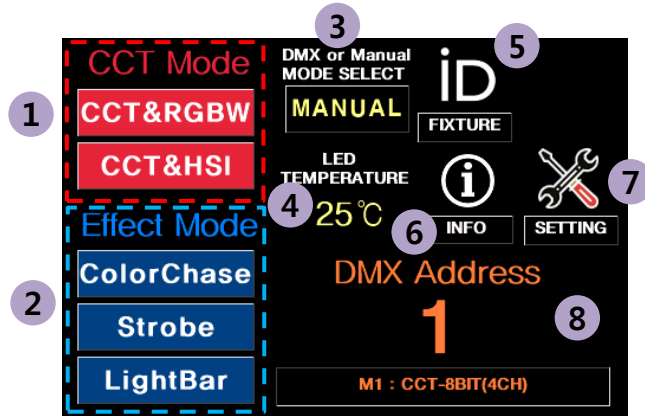 3
5
CCT Mode
DMX or Manual
MODE SELECT
iD
1
CCT&RGBW
MANUAL
FIXTURE
CCT&HSI
LED
TEMPERATURE
i
7
4
25℃
6
INFO
SETTING
Effect Mode
ColorChase
DMX Address
2
Strobe
1
8
LightBar
M1 : CCT-8BIT(4CH)